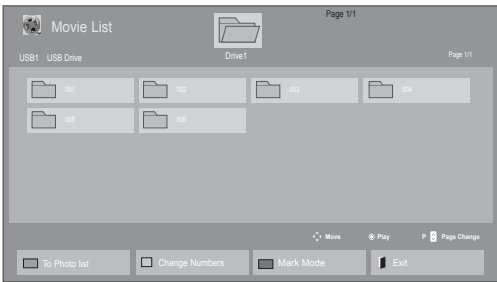 Page 1/1
Movie List
USB1 USB Drive
Drive1
Page 1/1
001
002
003
004
005
006
Move
Play
P Page Change
To Photo list
Change Numbers
Mark Mode
Exit